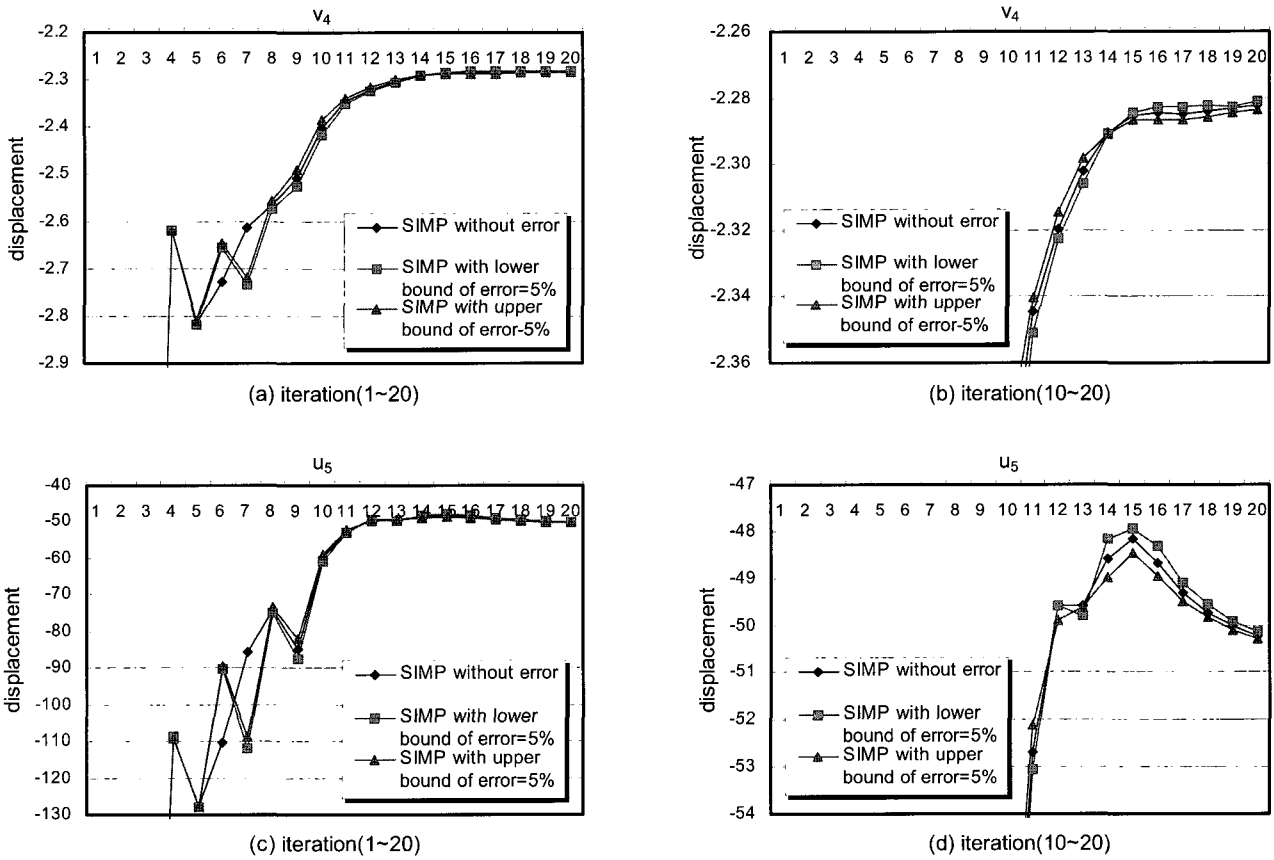 v4
-2.2
1 2 3 4 5 6 7 8 9 10 11 12 13 14 15 16 17 18 19 20
-2.3
-2.4
-2.5
-2.6
-2.7
-2.8
-2.9
displacement
SIMP without error
SIMP with lower
bound of error=5%
SIMP with upper
bound of error-5%
(a) iteration(1~20)
v4
-2.26
1 2 3 4 5 6 7 8 9 10 11 12 13 14 15 16 17 18 19 20
-2.28
-2.30
-2.32
-2.34
-2.36
displacement
SIMP without error
SIMP with lower
bound of error=5%
SIMP with upper
bound of error-5%
(b) iteration(10~20)
u5
-40
1 2 3 4 5 6 7 8 9 10 11 12 13 14 15 16 17 18 19 20
-50
-60
-70
-80
-90
-100
-110
-120
-130
displacement
SIMP without error
SIMP with lower
bound of error=5%
SIMP with upper
bound of error=5%
(c) iteration(1~20)
u5
-47
1 2 3 4 5 6 7 8 9 10 11 12 13 14 15 16 17 18 19 20
-48
-49
-50
-51
-52
-53
-54
displacement
SIMP without error
SIMP with lower
bound of error=5%
SIMP with upper
bound of error=5%
(d) iteration(10~20)